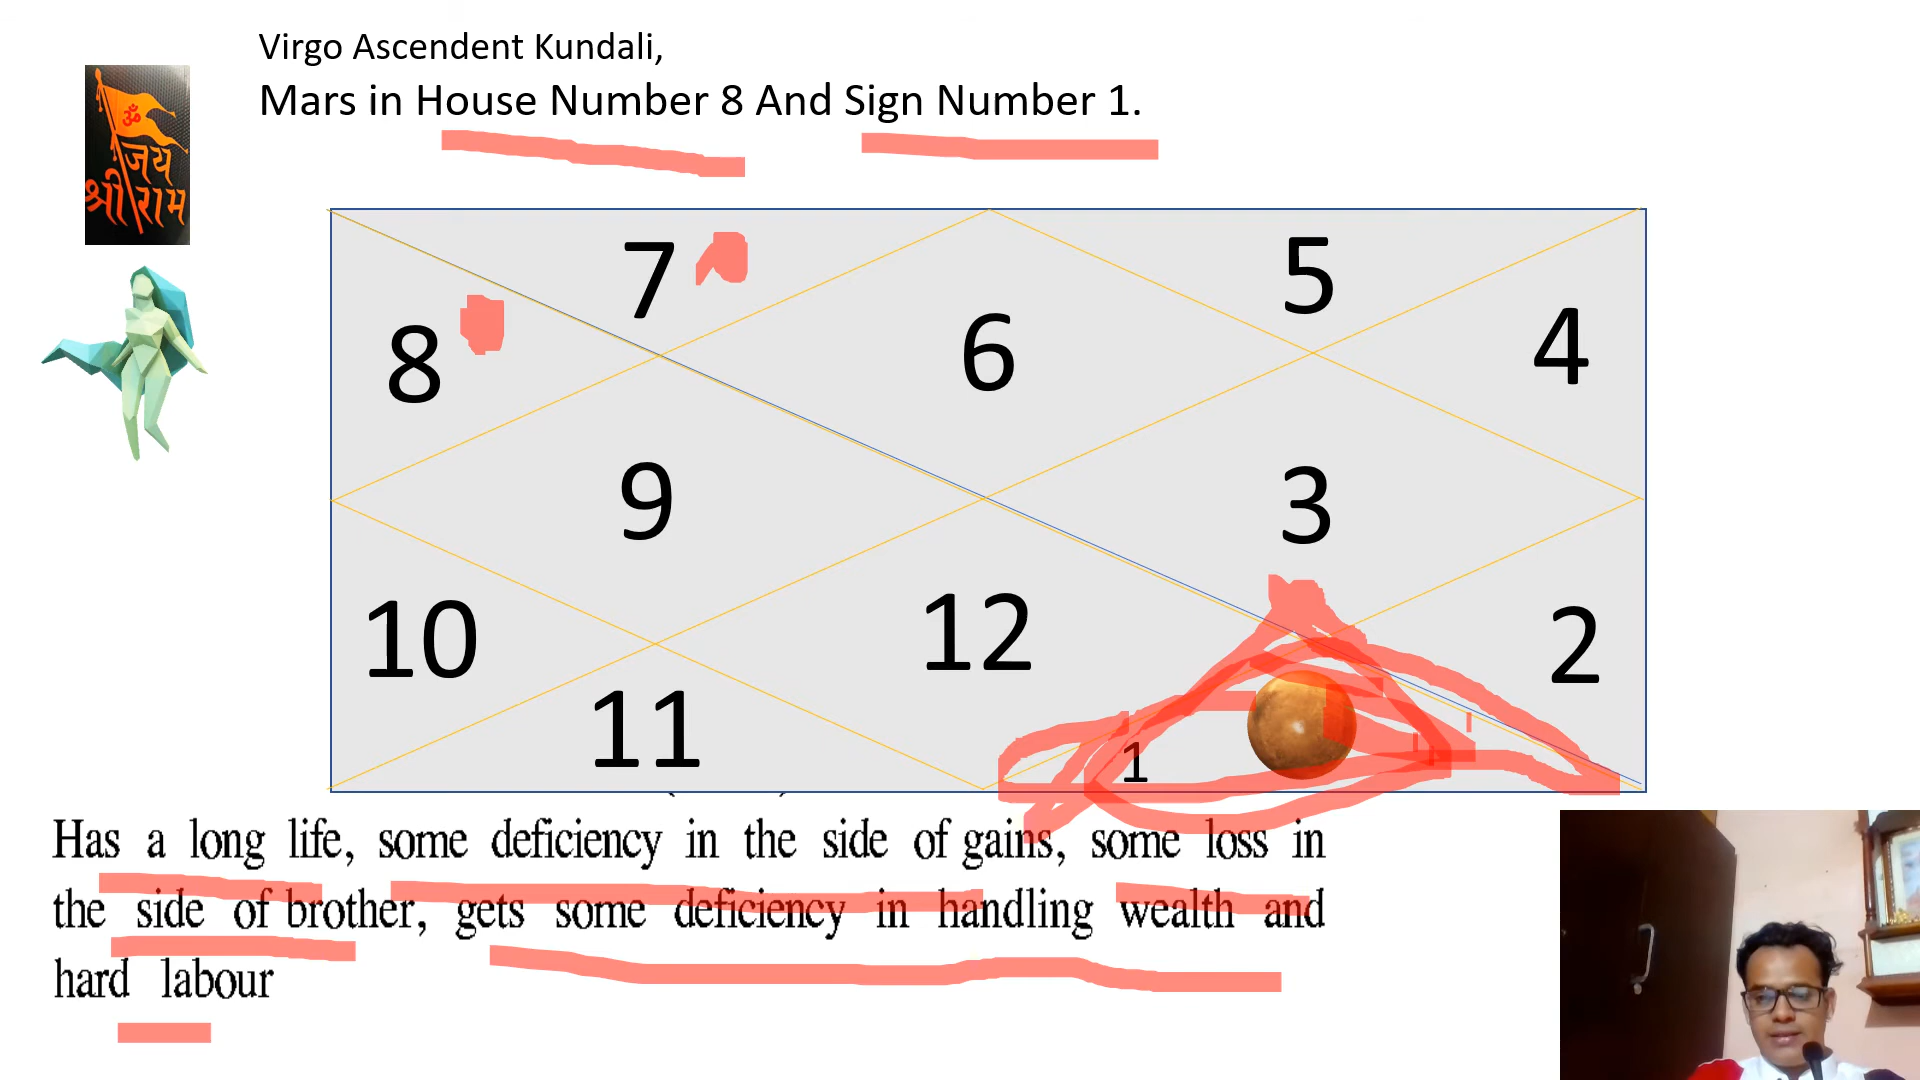 Virgo Ascendent Kundali,
Mars in House Number 8 And Sign Number 1.
ॐ
जय
श्री राम
7
5
8
6
4
9
3
10
12
2
11
1
Has a long life, some deficiency in the side of gains, some loss in
the side of brother, gets some deficiency in handling wealth and
hard labour